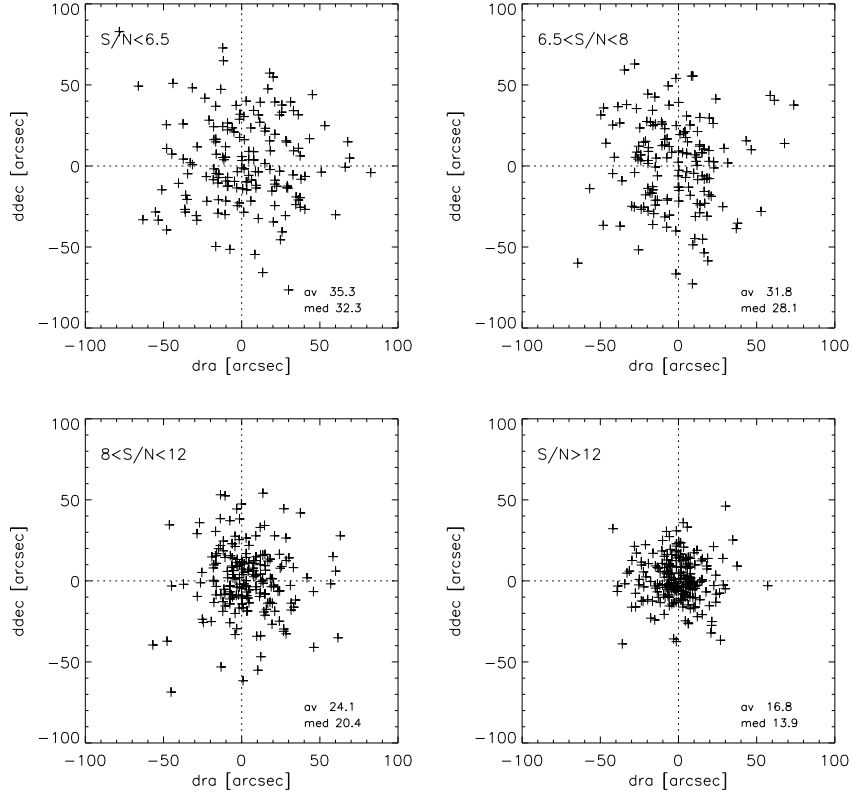 100
S/N<6.5
50
0
−50
−100
ddec [arcsec]
av 35.3
med 32.3
−100 −50 0 50 100
dra [arcsec]
100
6.5<S/N<8
50
0
−50
−100
ddec [arcsec]
av 31.8
med 28.1
−100 −50 0 50 100
dra [arcsec]
100
8<S/N<12
50
0
−50
−100
ddec [arcsec]
av 24.1
med 20.4
−100 −50 0 50 100
dra [arcsec]
100
S/N>12
50
0
−50
−100
ddec [arcsec]
av 16.8
med 13.9
−100 −50 0 50 100
dra [arcsec]